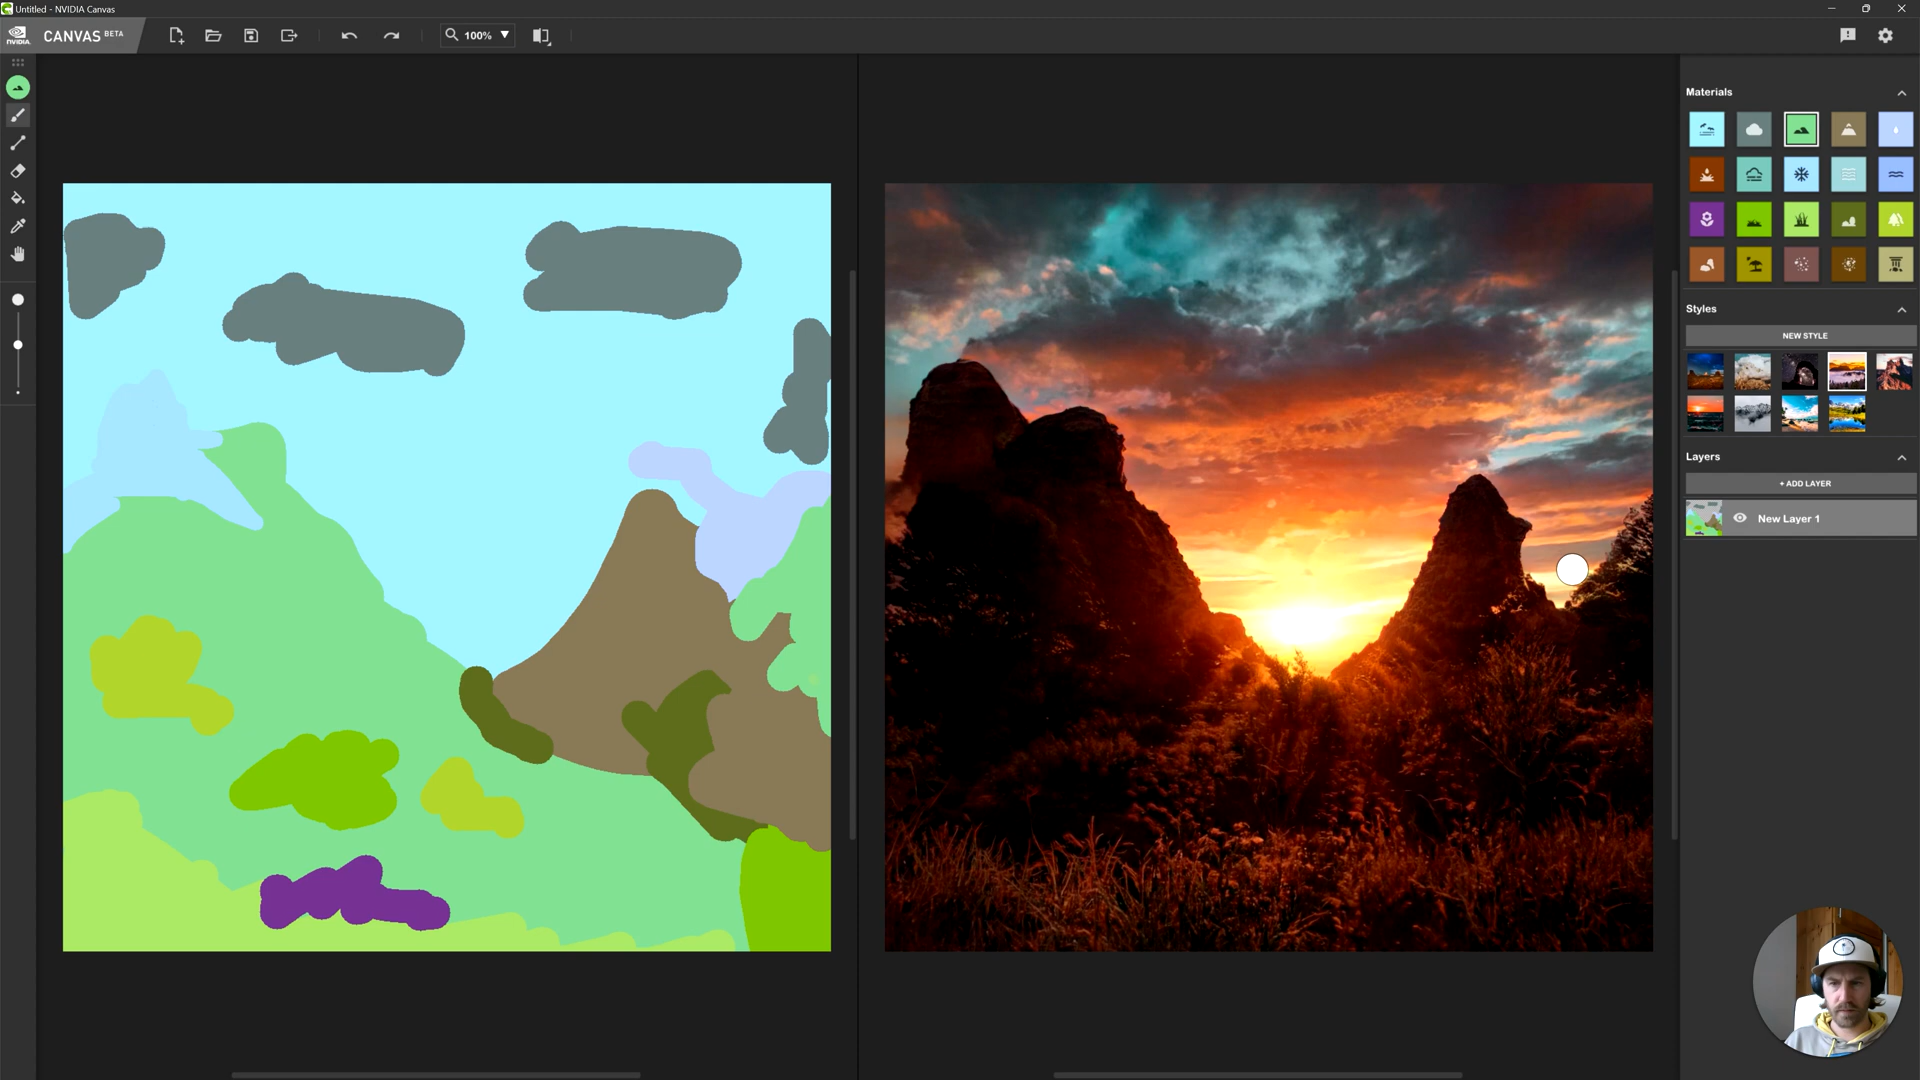 Untitled - NVIDIA Canvas
NVIDIA. CANVAS BETA
100%
Materials
Styles
NEW STYLE
Layers
+ ADD LAYER
New Layer 1